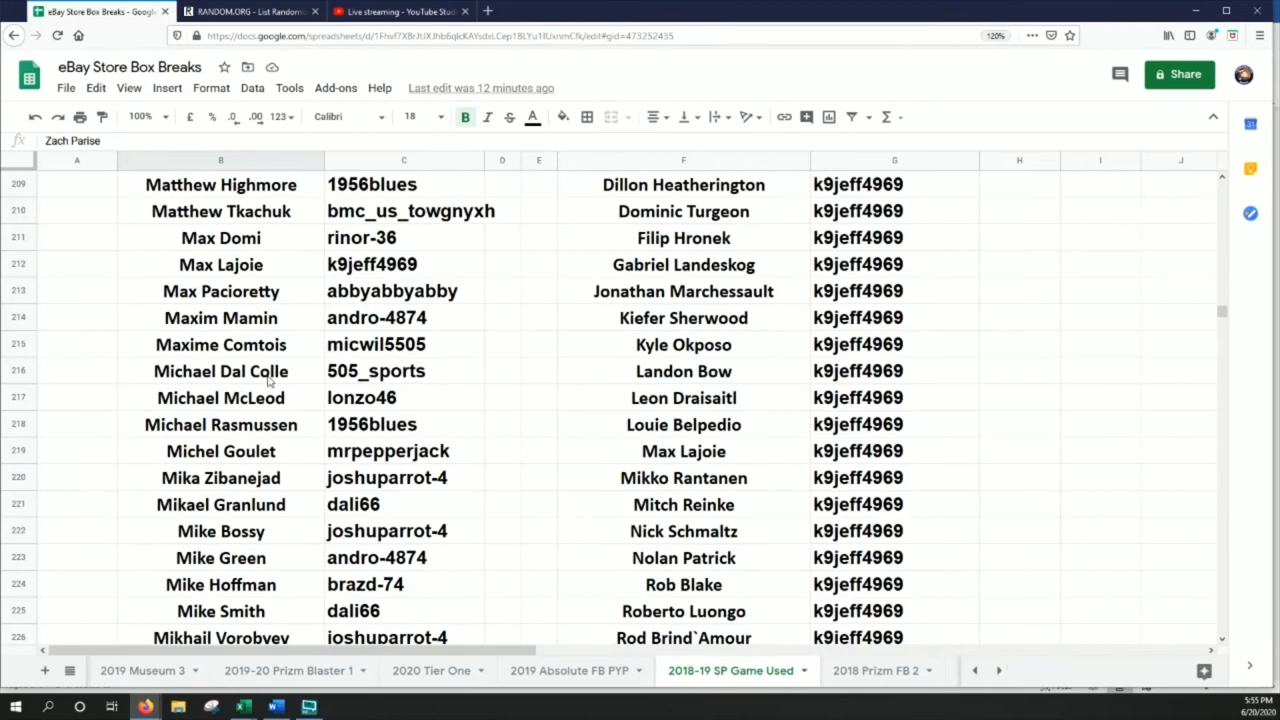 eBay Store Box Breaks - Google
RANDOM.ORG - List Randomi
Live streaming - YouTube Stud
eBay Store Box Breaks
File Edit View Insert Format Data Tools Add-ons Help Last edit was 12 minutes ago
120%
Share
100% £ % .0 .00 123 Calibri 18 B I S A
fx Zach Parise
A B C D E F G H I J
209 Matthew Highmore 1956blues Dillon Heatherington k9jeff4969
210 Matthew Tkachuk bmc_us_towgnyxh Dominic Turgeon k9jeff4969
211 Max Domi rinor-36 Filip Hronek k9jeff4969
212 Max Lajoie k9jeff4969 Gabriel Landeskog k9jeff4969
213 Max Pacioretty abbyabbyabby Jonathan Marchessault k9jeff4969
214 Maxim Mamin andro-4874 Kiefer Sherwood k9jeff4969
215 Maxime Comtois micwil5505 Kyle Okposo k9jeff4969
216 Michael Dal Colle 505_sports Landon Bow k9jeff4969
217 Michael McLeod lonzo46 Leon Draisaitl k9jeff4969
218 Michael Rasmussen 1956blues Louie Belpedio k9jeff4969
219 Michel Goulet mrpepperjack Max Lajoie k9jeff4969
220 Mika Zibanejad joshuparrot-4 Mikko Rantanen k9jeff4969
221 Mikael Granlund dali66 Mitch Reinke k9jeff4969
222 Mike Bossy joshuparrot-4 Nick Schmaltz k9jeff4969
223 Mike Green andro-4874 Nolan Patrick k9jeff4969
224 Mike Hoffman brazd-74 Rob Blake k9jeff4969
225 Mike Smith dali66 Roberto Luongo k9jeff4969
226 Mikhail Vorobyev joshuparrot-4 Rod Brind`Amour k9jeff4969
2019 Museum 3 2019-20 Prizm Blaster 1 2020 Tier One 2019 Absolute FB PYP 2018-19 SP Game Used 2018 Prizm FB 2
5:55 PM
6/20/2020